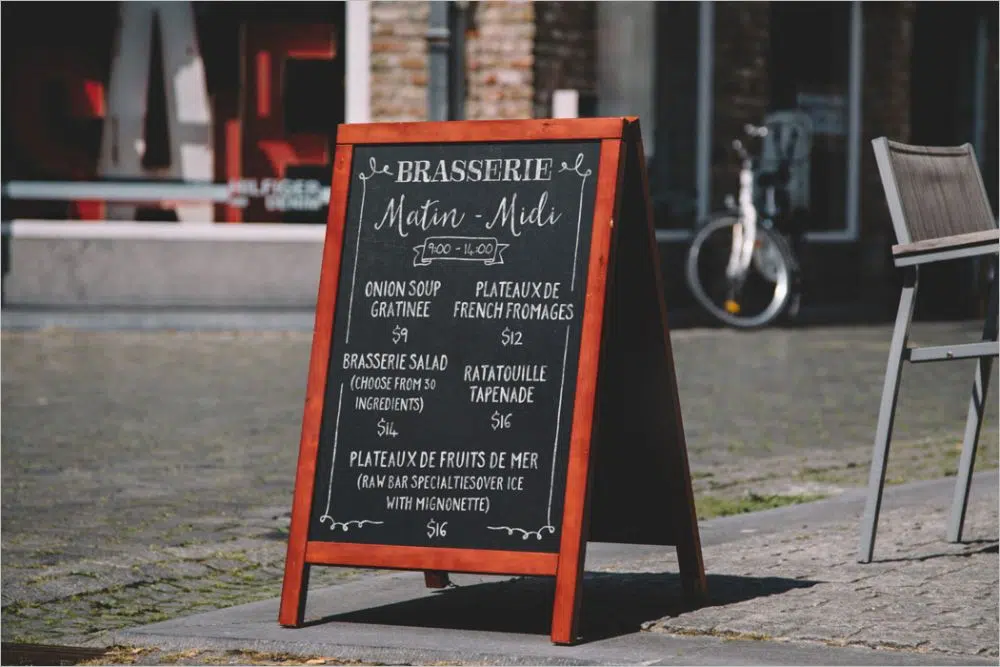 BRASSERIE
Matin - Midi
9:00 - 14:00
ONION SOUP
GRATINEE
$9
PLATEAUX DE
FRENCH FROMAGES
$12
BRASSERIE SALAD
(CHOOSE FROM 30
INGREDIENTS)
$14
RATATOUILLE
TAPENADE
$16
PLATEAUX DE FRUITS DE MER
(RAW BAR SPECIALTIESOVER ICE
WITH MIGNONETTE)
$16
HILFIGER
DENIM